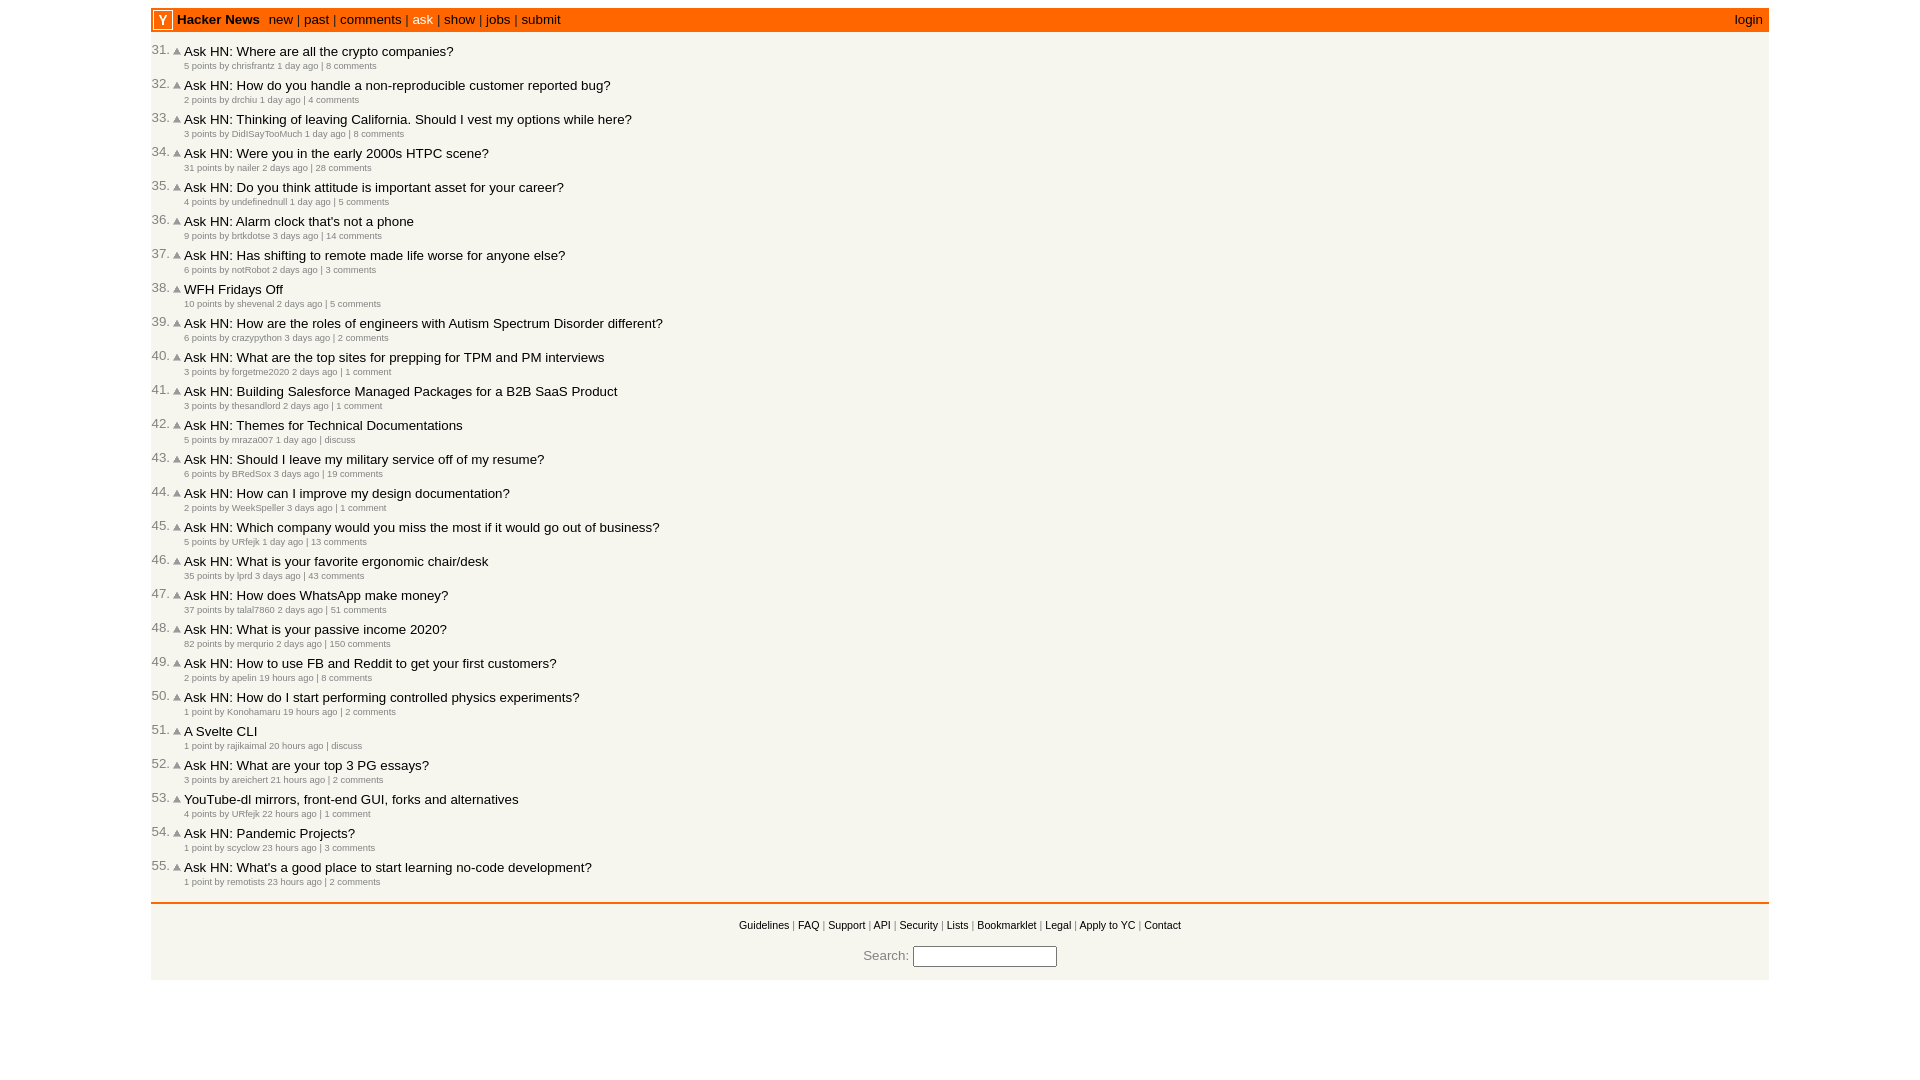 Y Hacker News new | past | comments | ask | show | jobs | submit login
31. Ask HN: Where are all the crypto companies?
5 points by chrisfrantz 1 day ago | 8 comments
32. Ask HN: How do you handle a non-reproducible customer reported bug?
2 points by drchiu 1 day ago | 4 comments
33. Ask HN: Thinking of leaving California. Should I vest my options while here?
3 points by DidISayTooMuch 1 day ago | 8 comments
34. Ask HN: Were you in the early 2000s HTPC scene?
31 points by nailer 2 days ago | 28 comments
35. Ask HN: Do you think attitude is important asset for your career?
4 points by undefinednull 1 day ago | 5 comments
36. Ask HN: Alarm clock that's not a phone
9 points by brtkdotse 3 days ago | 14 comments
37. Ask HN: Has shifting to remote made life worse for anyone else?
6 points by notRobot 2 days ago | 3 comments
38. WFH Fridays Off
10 points by shevenal 2 days ago | 5 comments
39. Ask HN: How are the roles of engineers with Autism Spectrum Disorder different?
6 points by crazypython 3 days ago | 2 comments
40. Ask HN: What are the top sites for prepping for TPM and PM interviews
3 points by forgetme2020 2 days ago | 1 comment
41. Ask HN: Building Salesforce Managed Packages for a B2B SaaS Product
3 points by thesandlord 2 days ago | 1 comment
42. Ask HN: Themes for Technical Documentations
5 points by mraza007 1 day ago | discuss
43. Ask HN: Should I leave my military service off of my resume?
6 points by BRedSox 3 days ago | 19 comments
44. Ask HN: How can I improve my design documentation?
2 points by WeekSpeller 3 days ago | 1 comment
45. Ask HN: Which company would you miss the most if it would go out of business?
5 points by URfejk 1 day ago | 13 comments
46. Ask HN: What is your favorite ergonomic chair/desk
35 points by lprd 3 days ago | 43 comments
47. Ask HN: How does WhatsApp make money?
37 points by talal7860 2 days ago | 51 comments
48. Ask HN: What is your passive income 2020?
82 points by merqurio 2 days ago | 150 comments
49. Ask HN: How to use FB and Reddit to get your first customers?
2 points by apelin 19 hours ago | 8 comments
50. Ask HN: How do I start performing controlled physics experiments?
1 point by Konohamaru 19 hours ago | 2 comments
51. A Svelte CLI
1 point by rajikaimal 20 hours ago | discuss
52. Ask HN: What are your top 3 PG essays?
3 points by areichert 21 hours ago | 2 comments
53. YouTube-dl mirrors, front-end GUI, forks and alternatives
4 points by URfejk 22 hours ago | 1 comment
54. Ask HN: Pandemic Projects?
1 point by scyclow 23 hours ago | 3 comments
55. Ask HN: What's a good place to start learning no-code development?
1 point by remotists 23 hours ago | 2 comments
Guidelines | FAQ | Support | API | Security | Lists | Bookmarklet | Legal | Apply to YC | Contact
Search: